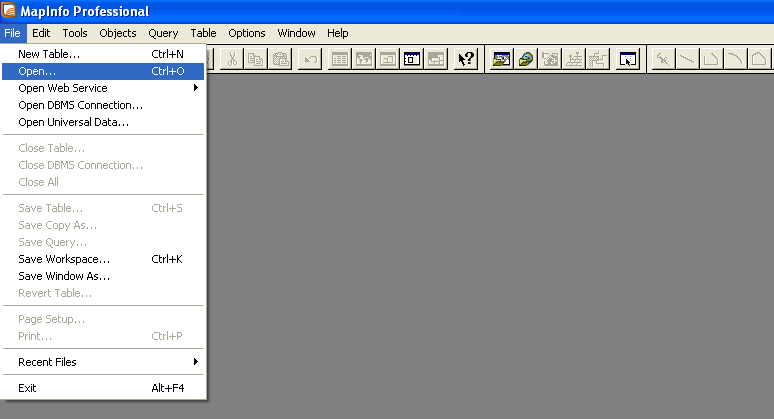 MapInfo Professional
File Edit Tools Objects Query Table Options Window Help
New Table... Ctrl+N
Open... Ctrl+O
Open Web Service
Open DBMS Connection...
Open Universal Data...
Close Table...
Close DBMS Connection...
Close All
Save Table... Ctrl+S
Save Copy As...
Save Query...
Save Workspace... Ctrl+K
Save Window As...
Revert Table...
Page Setup...
Print... Ctrl+P
Recent Files
Exit Alt+F4